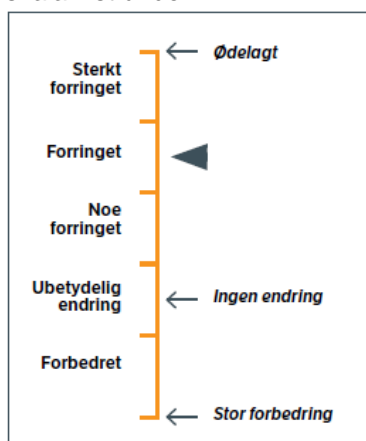 Ødelagt
Sterkt
forringet
Forringet
Noe
forringet
Ubetydelig
endring
Ingen endring
Forbedret
Stor forbedring